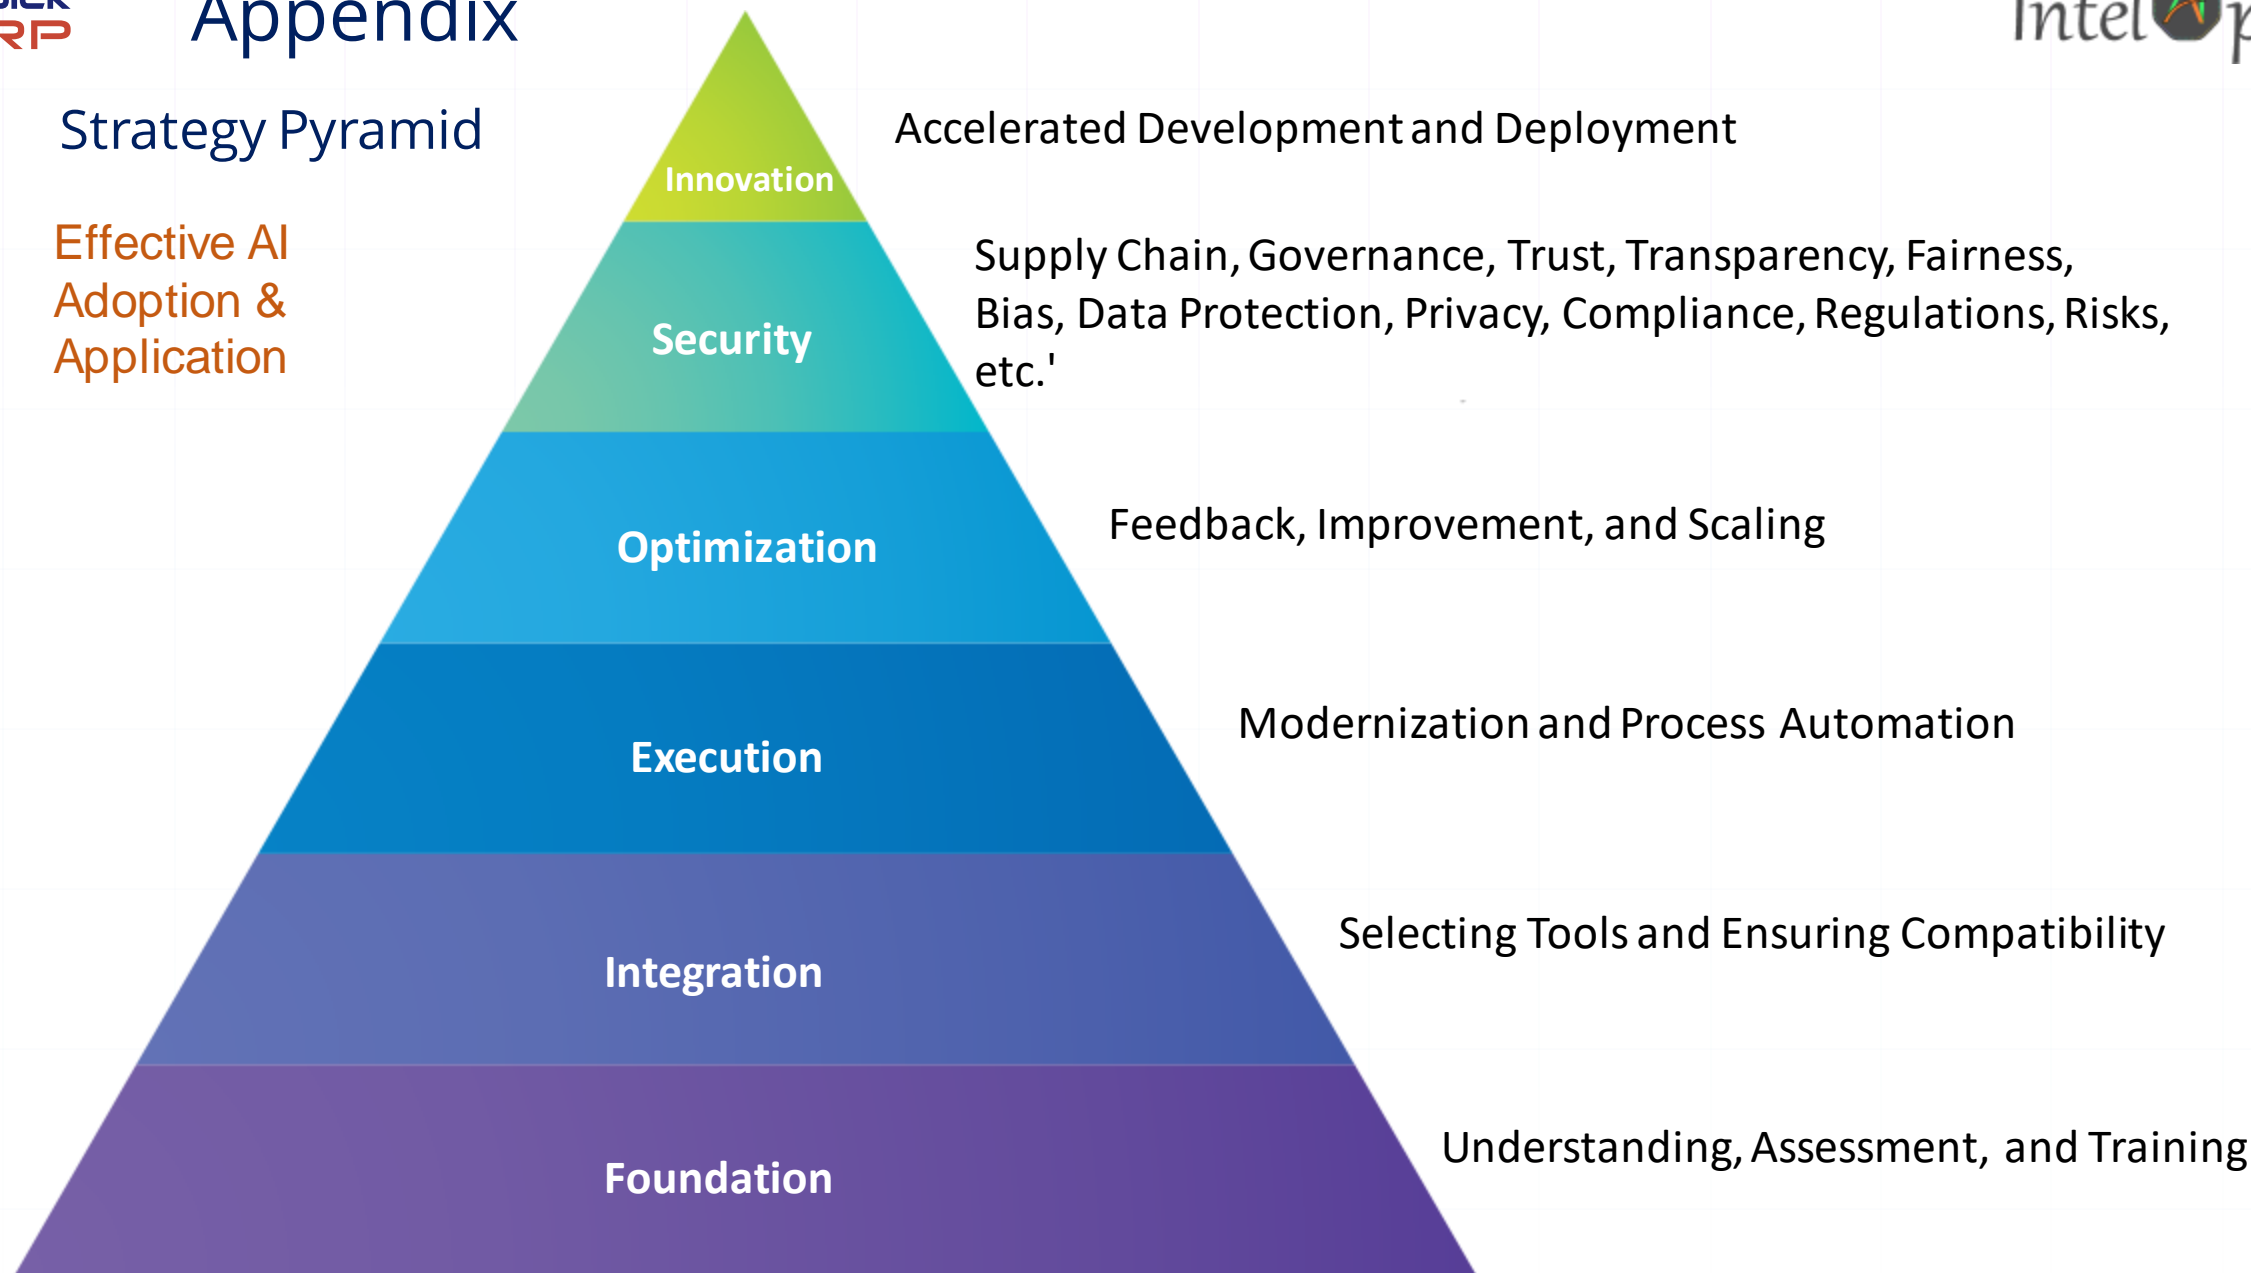 Appendix
Strategy Pyramid
Effective AI
Adoption &
Application
Innovation
Accelerated Development and Deployment
Security
Supply Chain, Governance, Trust, Transparency, Fairness,
Bias, Data Protection, Privacy, Compliance, Regulations, Risks,
etc.'
Optimization
Feedback, Improvement, and Scaling
Execution
Modernization and Process Automation
Integration
Selecting Tools and Ensuring Compatibility
Foundation
Understanding, Assessment, and Training